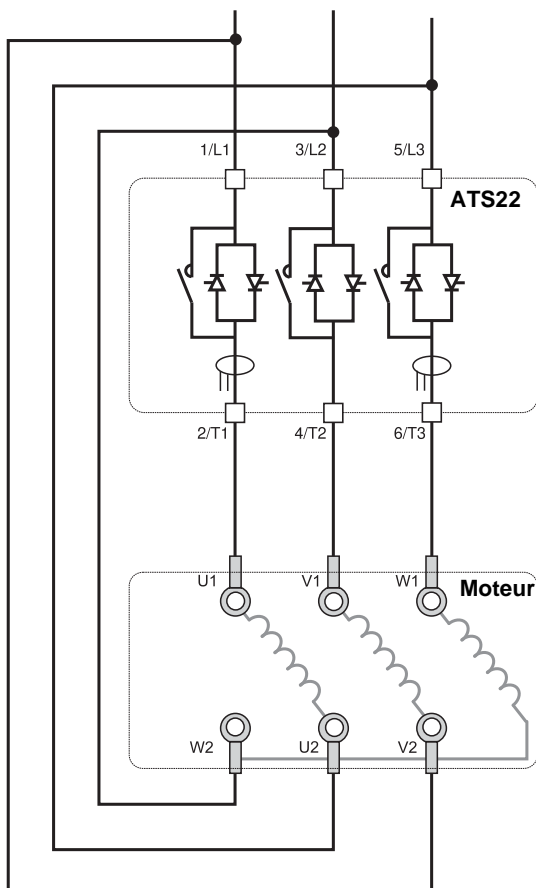 1/L1 3/L2 5/L3
ATS22
2/T1 4/T2 6/T3
U1 V1 W1
Moteur
W2 U2 V2